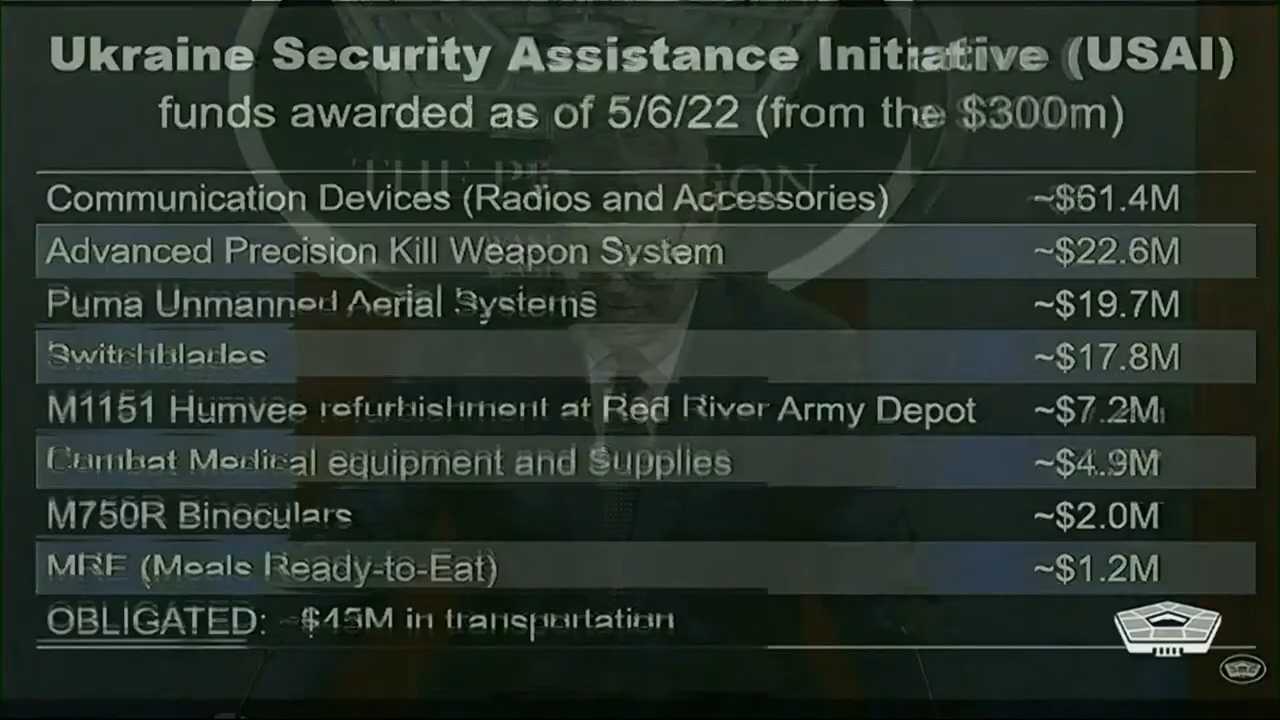 Ukraine Security Assistance Initiative (USAI)
funds awarded as of 5/6/22 (from the $300m)
Communication Devices (Radios and Accessories) ~$61.4M
Advanced Precision Kill Weapon System ~$22.6M
Puma Unmanned Aerial Systems ~$19.7M
Switchblades ~$17.8M
M1151 Humvee refurbishment at Red River Army Depot ~$7.2M
Combat Medical equipment and Supplies ~$4.9M
M750R Binoculars ~$2.0M
MRE (Meals Ready-to-Eat) ~$1.2M
OBLIGATED: ~$45M in transportation